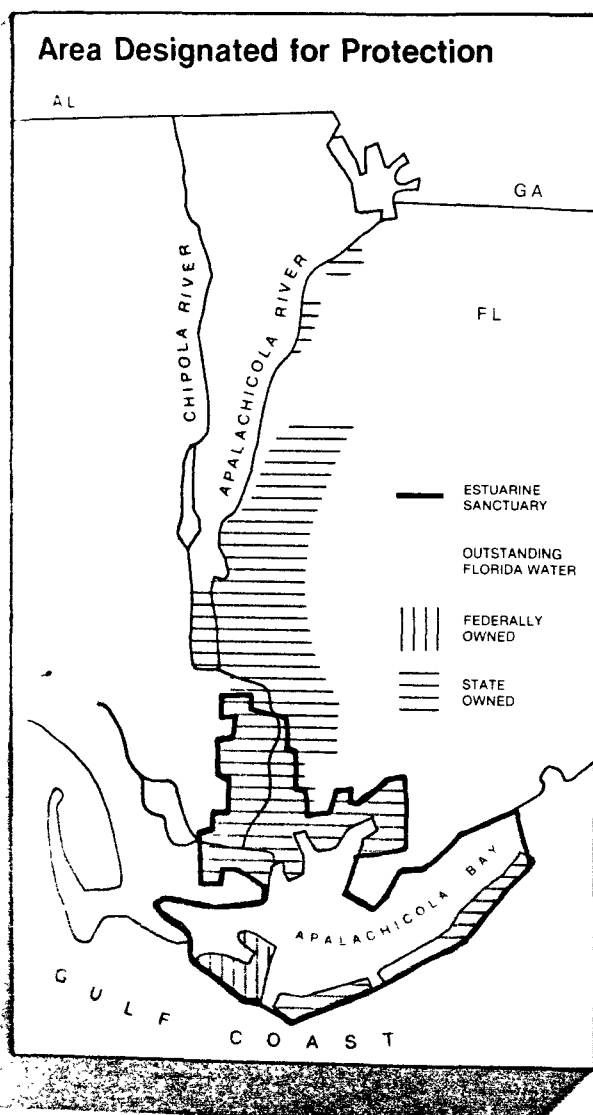 Area Designated for Protection
AL
GA
FL
CHIPOLA RIVER
APALACHICOLA RIVER
ESTUARINE
SANCTUARY
OUTSTANDING
FLORIDA WATER
FEDERALLY
OWNED
STATE
OWNED
APALACHICOLA BAY
GULF COAST